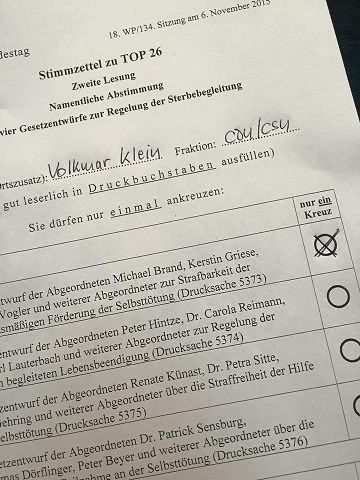 destag
18. WP/134. Sitzung am 6. November 2015
Stimmzettel zu TOP 26
Zweite Lesung
Namentliche Abstimmung
vier Gesetzentwürfe zur Regelung der Sterbebegleitung
Ortszusatz): Volkmar Klein Fraktion: CDU/CSU
gut leserlich in Druckbuchstaben ausfüllen)
Sie dürfen nur einmal ankreuzen:
nur ein
Kreuz
entwurf der Abgeordneten Michael Brand, Kerstin Griese,
Vogler und weiterer Abgeordneter zur Strafbarkeit der
smäßigen Förderung der Selbsttötung (Drucksache 5373)
zentwurf der Abgeordneten Peter Hintze, Dr. Carola Reimann,
rl Lauterbach und weiterer Abgeordneter zur Regelung der
h begleiteten Lebensbeendigung (Drucksache 5374)
tzentwurf der Abgeordneten Renate Künast, Dr. Petra Sitte,
ehring und weiterer Abgeordneter über die Straffreiheit der Hilfe
elbsttötung (Drucksache 5375)
etzentwurf der Abgeordneten Dr. Patrick Sensburg,
mas Dörflinger, Peter Beyer und weiterer Abgeordneter über die
eilnahme an der Selbsttötung (Drucksache 5376)